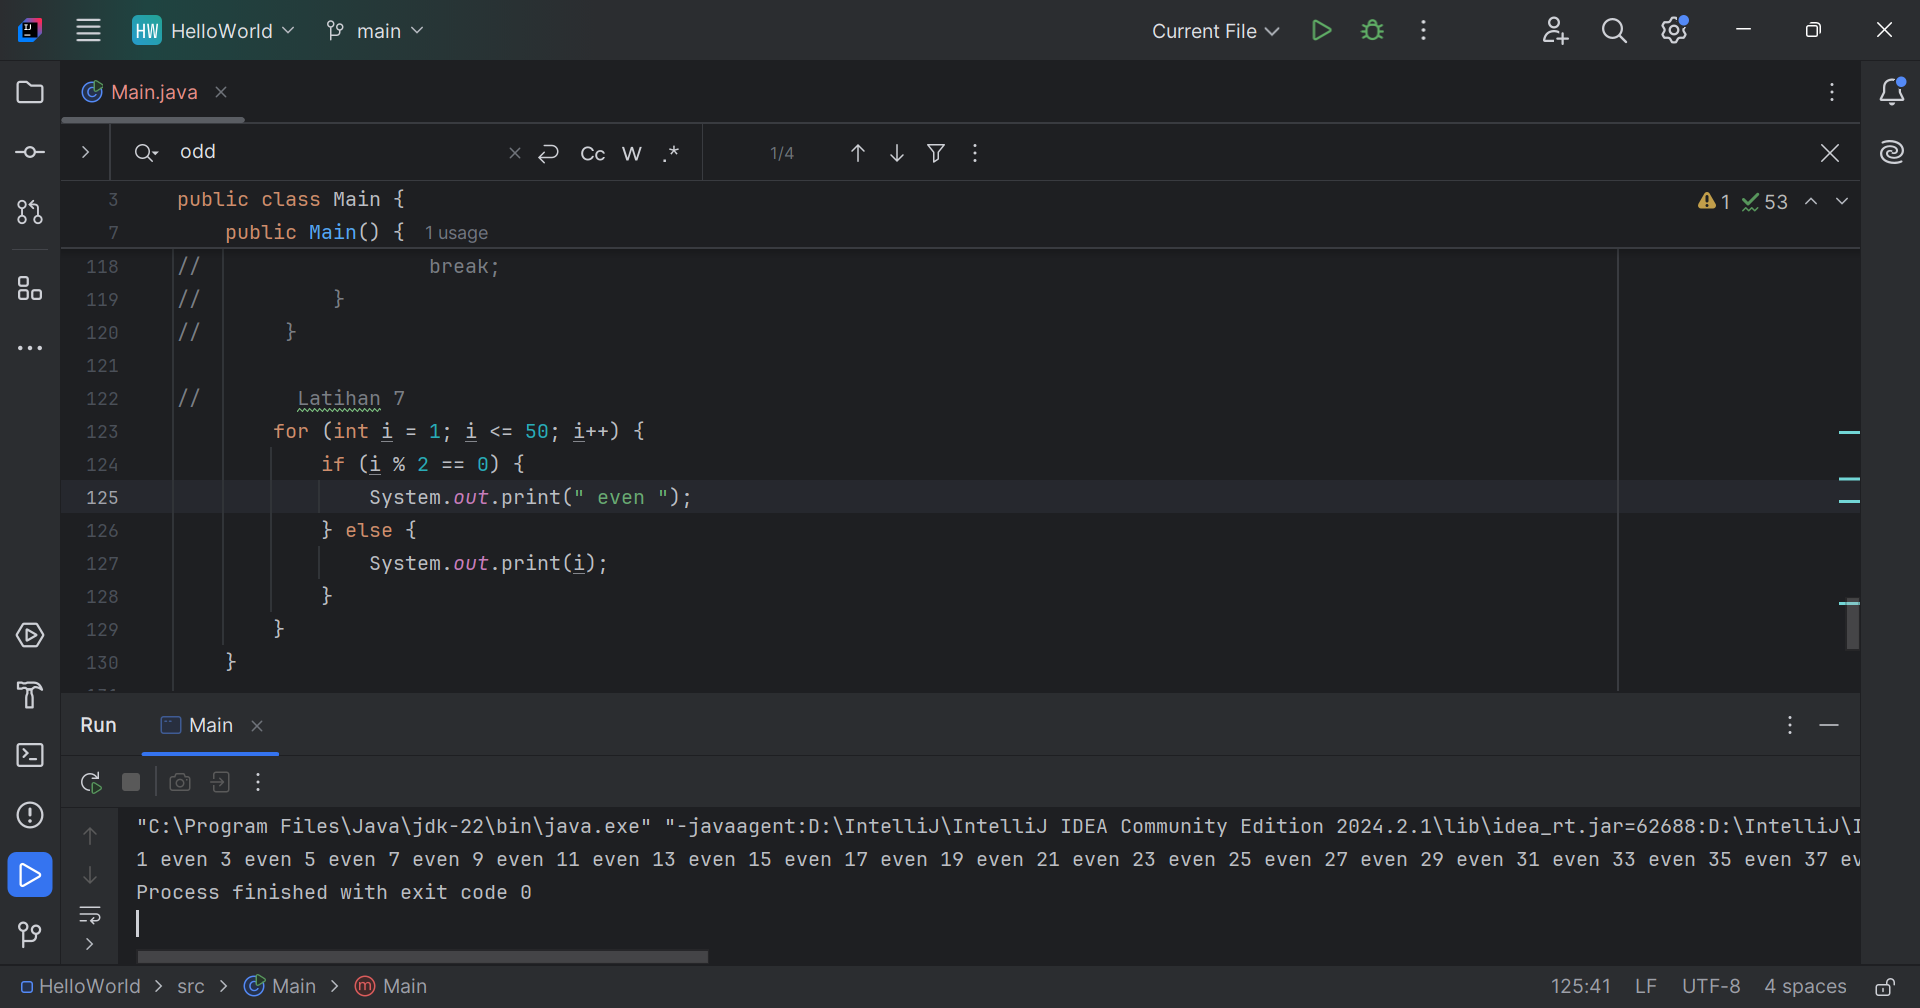 HW HelloWorld main Current File
Main.java
odd Cc W .* 1/4
3 public class Main { 1 53
7 public Main() { 1 usage
118 // break;
119 // }
120 // }
121
122 // Latihan 7
123 for (int i = 1; i <= 50; i++) {
124 if (i % 2 == 0) {
125 System.out.print(" even ");
126 } else {
127 System.out.print(i);
128 }
129 }
130 }
Run Main
"C:\Program Files\Java\jdk-22\bin\java.exe" "-javaagent:D:\IntelliJ\IntelliJ IDEA Community Edition 2024.2.1\lib\idea_rt.jar=62688:D:\IntelliJ\I
1 even 3 even 5 even 7 even 9 even 11 even 13 even 15 even 17 even 19 even 21 even 23 even 25 even 27 even 29 even 31 even 33 even 35 even 37 ev
Process finished with exit code 0
HelloWorld > src > Main > Main 125:41 LF UTF-8 4 spaces